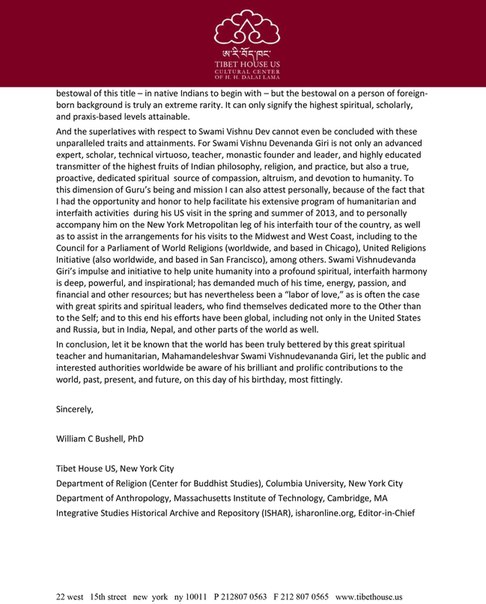 ༀ་རི་བོད་ཁང་
TIBET HOUSE US
CULTURAL CENTER
OF H. H. DALAI LAMA
bestowal of this title – in native Indians to begin with – but the bestowal on a person of foreign-
born background is truly an extreme rarity. It can only signify the highest spiritual, scholarly,
and praxis-based levels attainable.
And the superlatives with respect to Swami Vishnu Dev cannot even be concluded with these
unparalleled traits and attainments. For Swami Vishnu Devenanda Giri is not only an advanced
expert, scholar, technical virtuoso, teacher, monastic founder and leader, and highly educated
transmitter of the highest fruits of Indian philosophy, religion, and practice, but also a true,
proactive, dedicated spiritual source of compassion, altruism, and devotion to humanity. To
this dimension of Guru's being and mission I can also attest personally, because of the fact that
I had the opportunity and honor to help facilitate his extensive program of humanitarian and
interfaith activities during his US visit in the spring and summer of 2013, and to personally
accompany him on the New York Metropolitan leg of his interfaith tour of the country, as well
as to assist in the arrangements for his visits to the Midwest and West Coast, including to the
Council for a Parliament of World Religions (worldwide, and based in Chicago), United Religions
Initiative (also worldwide, and based in San Francisco), among others. Swami Vishnudevanda
Giri's impulse and initiative to help unite humanity into a profound spiritual, interfaith harmony
is deep, powerful, and inspirational; has demanded much of his time, energy, passion, and
financial and other resources; but has nevertheless been a "labor of love," as is often the case
with great spirits and spiritual leaders, who find themselves dedicated more to the Other than
to the Self; and to this end his efforts have been global, including not only in the United States
and Russia, but in India, Nepal, and other parts of the world as well.
In conclusion, let it be known that the world has been truly bettered by this great spiritual
teacher and humanitarian, Mahamandeleshvar Swami Vishnudevananda Giri, let the public and
interested authorities worldwide be aware of his brilliant and prolific contributions to the
world, past, present, and future, on this day of his birthday, most fittingly.
Sincerely,
William C Bushell, PhD
Tibet House US, New York City
Department of Religion (Center for Buddhist Studies), Columbia University, New York City
Department of Anthropology, Massachusetts Institute of Technology, Cambridge, MA
Integrative Studies Historical Archive and Repository (ISHAR), isharonline.org, Editor-in-Chief
22 west 15th street new york ny 10011 P 212807 0563 F 212 807 0565 www.tibethouse.us